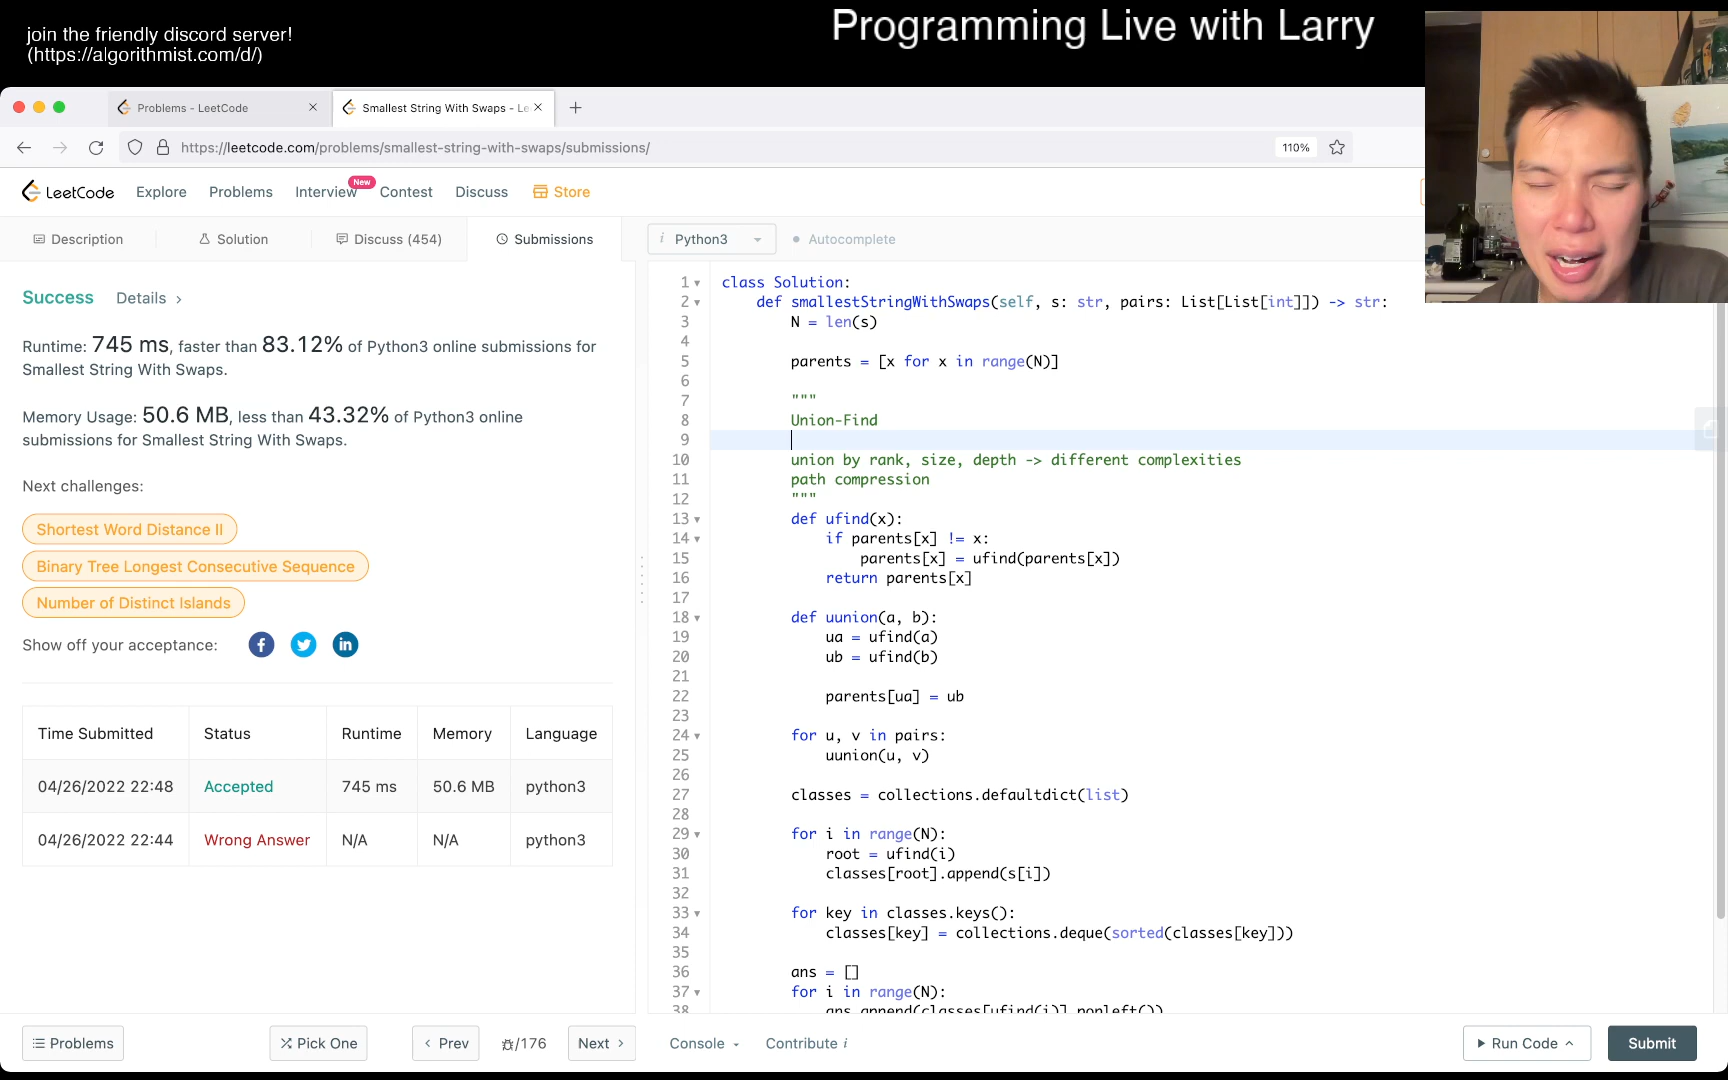 join the friendly discord server!
(https://algorithmist.com/d/)
Programming Live with Larry
Problems - LeetCode
Smallest String With Swaps - Le
https://leetcode.com/problems/smallest-string-with-swaps/submissions/
110%
LeetCode
Explore
Problems
Interview
New
Contest
Discuss
Store
Description
Solution
Discuss (454)
Submissions
i Python3
Autocomplete
Success
Details >
Runtime: 745 ms, faster than 83.12% of Python3 online submissions for
Smallest String With Swaps.
Memory Usage: 50.6 MB, less than 43.32% of Python3 online
submissions for Smallest String With Swaps.
Next challenges:
Shortest Word Distance II
Binary Tree Longest Consecutive Sequence
Number of Distinct Islands
Show off your acceptance:
Time Submitted Status Runtime Memory Language
04/26/2022 22:48 Accepted 745 ms 50.6 MB python3
04/26/2022 22:44 Wrong Answer N/A N/A python3
1 class Solution:
2 def smallestStringWithSwaps(self, s: str, pairs: List[List[int]]) -> str:
3 N = len(s)
4
5 parents = [x for x in range(N)]
6
7 """
8 Union-Find
9
10 union by rank, size, depth -> different complexities
11 path compression
12 """
13 def ufind(x):
14 if parents[x] != x:
15 parents[x] = ufind(parents[x])
16 return parents[x]
17
18 def uunion(a, b):
19 ua = ufind(a)
20 ub = ufind(b)
21
22 parents[ua] = ub
23
24 for u, v in pairs:
25 uunion(u, v)
26
27 classes = collections.defaultdict(list)
28
29 for i in range(N):
30 root = ufind(i)
31 classes[root].append(s[i])
32
33 for key in classes.keys():
34 classes[key] = collections.deque(sorted(classes[key]))
35
36 ans = []
37 for i in range(N):
38 ans.append(classes[ufind(i)].popleft())
Problems
Pick One
< Prev
/176
Next >
Console
Contribute i
Run Code
Submit